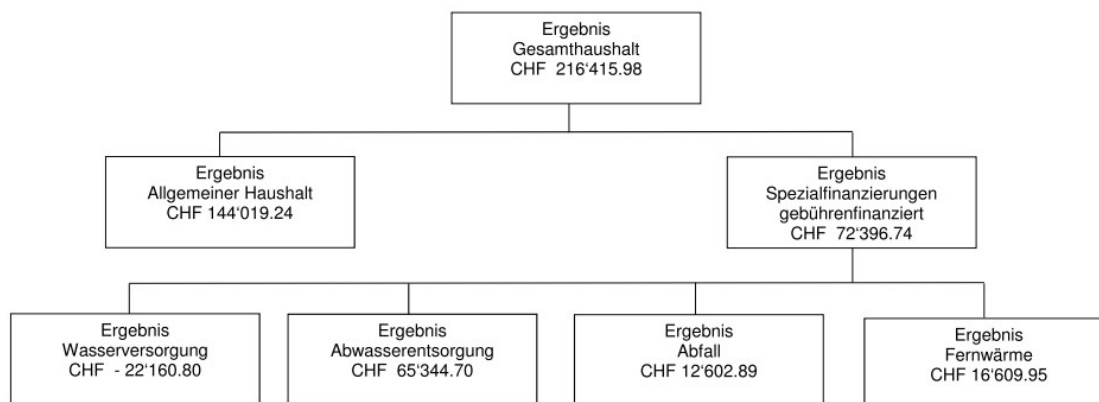 Ergebnis
Gesamthaushalt
CHF  216‘415.98
Ergebnis
Allgemeiner Haushalt
CHF 144‘019.24
Ergebnis
Spezialfinanzierungen
gebührenfinanziert
CHF  72‘396.74
Ergebnis
Wasserversorgung
CHF  - 22‘160.80
Ergebnis
Abwasserentsorgung
CHF  65‘344.70
Ergebnis
Abfall
CHF 12‘602.89
Ergebnis
Fernwärme
CHF 16‘609.95